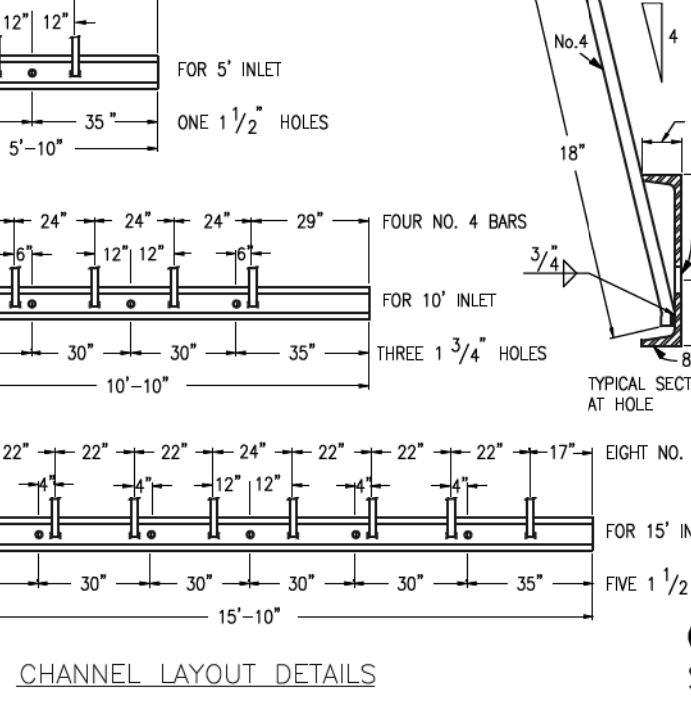 12" 12"
FOR 5' INLET
35" ONE 1 1/2" HOLES
5'-10"
No.4
4
18"
24" 24" 24" 29" FOUR NO. 4 BARS
6" 12" 12" 6"
3/4"
FOR 10' INLET
30" 30" 35" THREE 1 3/4" HOLES
10'-10"
8
TYPICAL SECT
AT HOLE
22" 22" 22" 24" 22" 22" 22" 17" EIGHT NO.
4" 4" 12" 12" 4" 4"
FOR 15' IN
30" 30" 30" 30" 35" FIVE 1 1/2
15'-10"
CHANNEL LAYOUT DETAILS